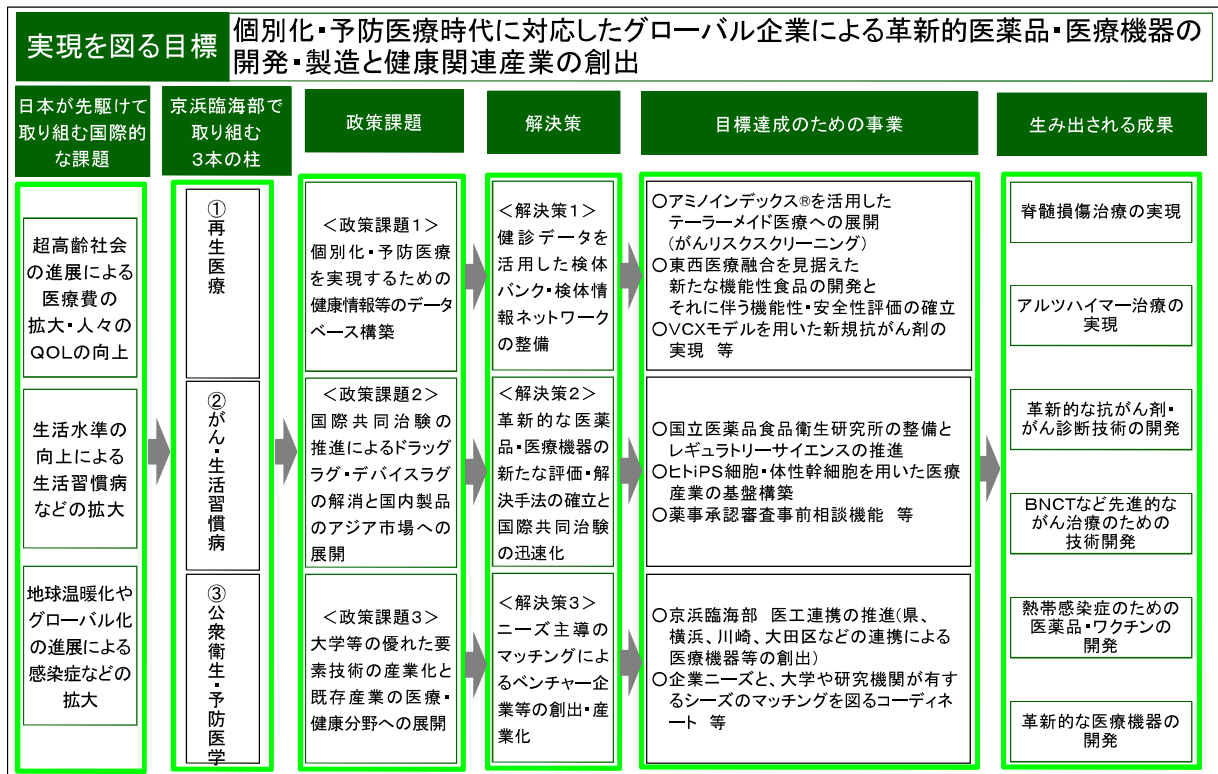 実現を図る目標
個別化・予防医療時代に対応したグローバル企業による革新的医薬品・医療機器の
開発・製造と健康関連産業の創出
日本が先駆けて
取り組む国際的
な課題
京浜臨海部で
取り組む
３本の柱
政策課題
解決策
目標達成のための事業
生み出される成果
超高齢社会
の進展による
医療費の
拡大・人々の
ＱＯＬの向上
生活水準の
向上による
生活習慣病
などの拡大
地球温暖化や
グローバル化
の進展による
感染症などの
拡大
①再生医療
②がん・生活習慣病
③公衆衛生・予防医学
＜政策課題１＞
個別化・予防医療
を実現するための
健康情報等のデータ
ベース構築
＜政策課題２＞
国際共同治験の
推進によるドラッグ
ラグ・デバイスラグ
の解消と国内製品
のアジア市場への
展開
＜政策課題３＞
大学等の優れた要
素技術の産業化と
既存産業の医療・
健康分野への展開
＜解決策１＞
健診データを
活用した検体
バンク・検体情
報ネットワーク
の整備
＜解決策２＞
革新的な医薬
品・医療機器の
新たな評価・解
決手法の確立と
国際共同治験
の迅速化
＜解決策３＞
ニーズ主導の
マッチングによ
るベンチャー企
業等の創出・産
業化
○アミノインデックス®を活用した
テーラーメイド医療への展開
（がんリスクスクリーニング）
○東西医療融合を見据えた
新たな機能性食品の開発と
それに伴う機能性・安全性評価の確立
○ＶＣＸモデルを用いた新規抗がん剤の
実現　等
○国立医薬品食品衛生研究所の整備と
レギュラトリーサイエンスの推進
○ヒトｉＰＳ細胞・体性幹細胞を用いた医療
産業の基盤構築
○薬事承認審査事前相談機能　等
○京浜臨海部　医工連携の推進（県、
横浜、川崎、大田区などの連携による
医療機器等の創出）
○企業ニーズと、大学や研究機関が有
するシーズのマッチングを図るコーディネ
ート　等
脊髄損傷治療の実現
アルツハイマー治療の
実現
革新的な抗がん剤・
がん診断技術の開発
ＢＮＣＴなど先進的な
がん治療のための
技術開発
熱帯感染症のための
医薬品・ワクチンの
開発
革新的な医療機器の
開発